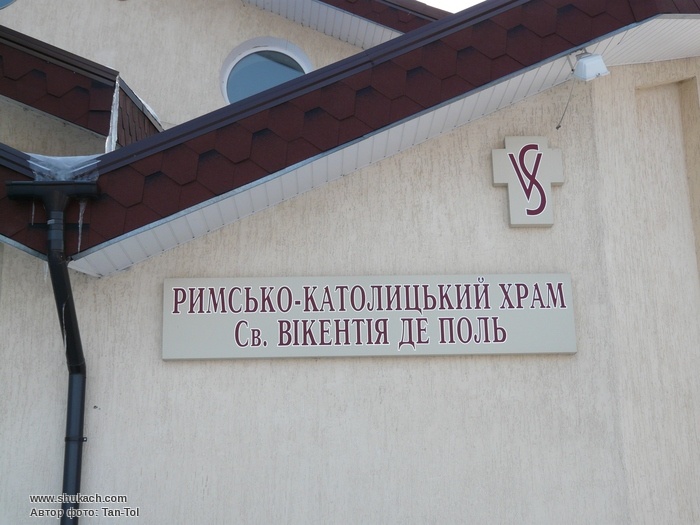 VS
РИМСЬКО-КАТОЛИЦЬКИЙ ХРАМ
Св. ВІКЕНТІЯ ДЕ ПОЛЬ
www.shukach.com
Автор фото: Tan-Tol